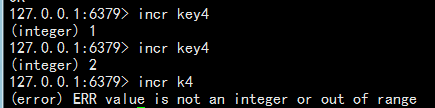 127.0.0.1:6379> incr key4
(integer) 1
127.0.0.1:6379> incr key4
(integer) 2
127.0.0.1:6379> incr k4
(error) ERR value is not an integer or out of range